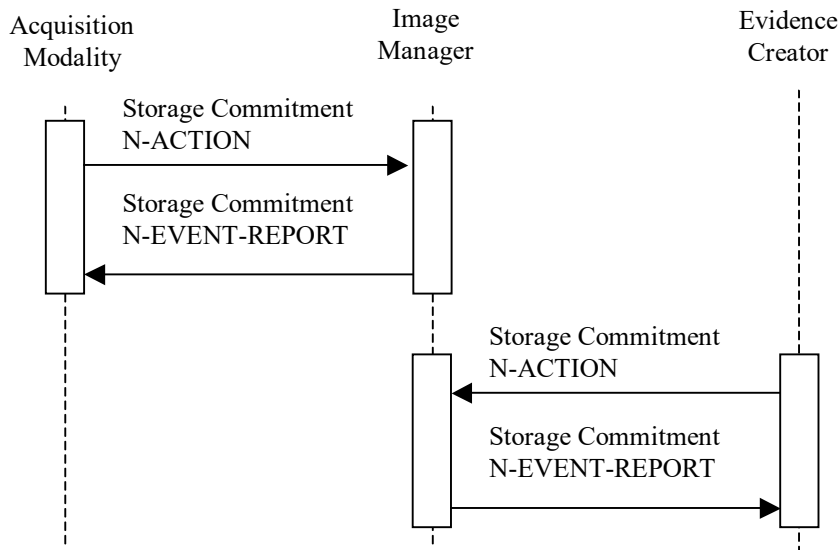 Acquisition
Modality
Image
Manager
Evidence
Creator
Storage Commitment
N-ACTION
Storage Commitment
N-EVENT-REPORT
Storage Commitment
N-ACTION
Storage Commitment
N-EVENT-REPORT